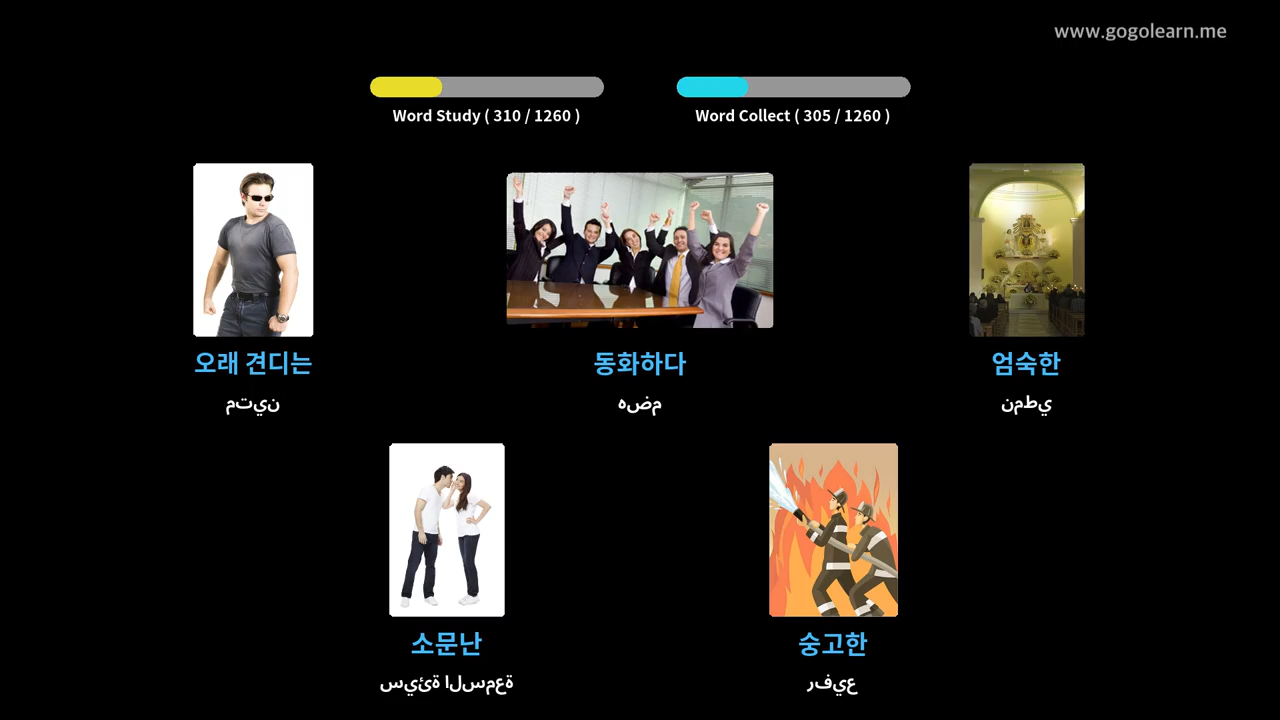 www.gogolearn.me
Word Study ( 310 / 1260 )
Word Collect ( 305 / 1260 )
오래 견디는
متين
동화하다
هضم
엄숙한
نمطي
소문난
سيئة السمعة
숭고한
رفيع